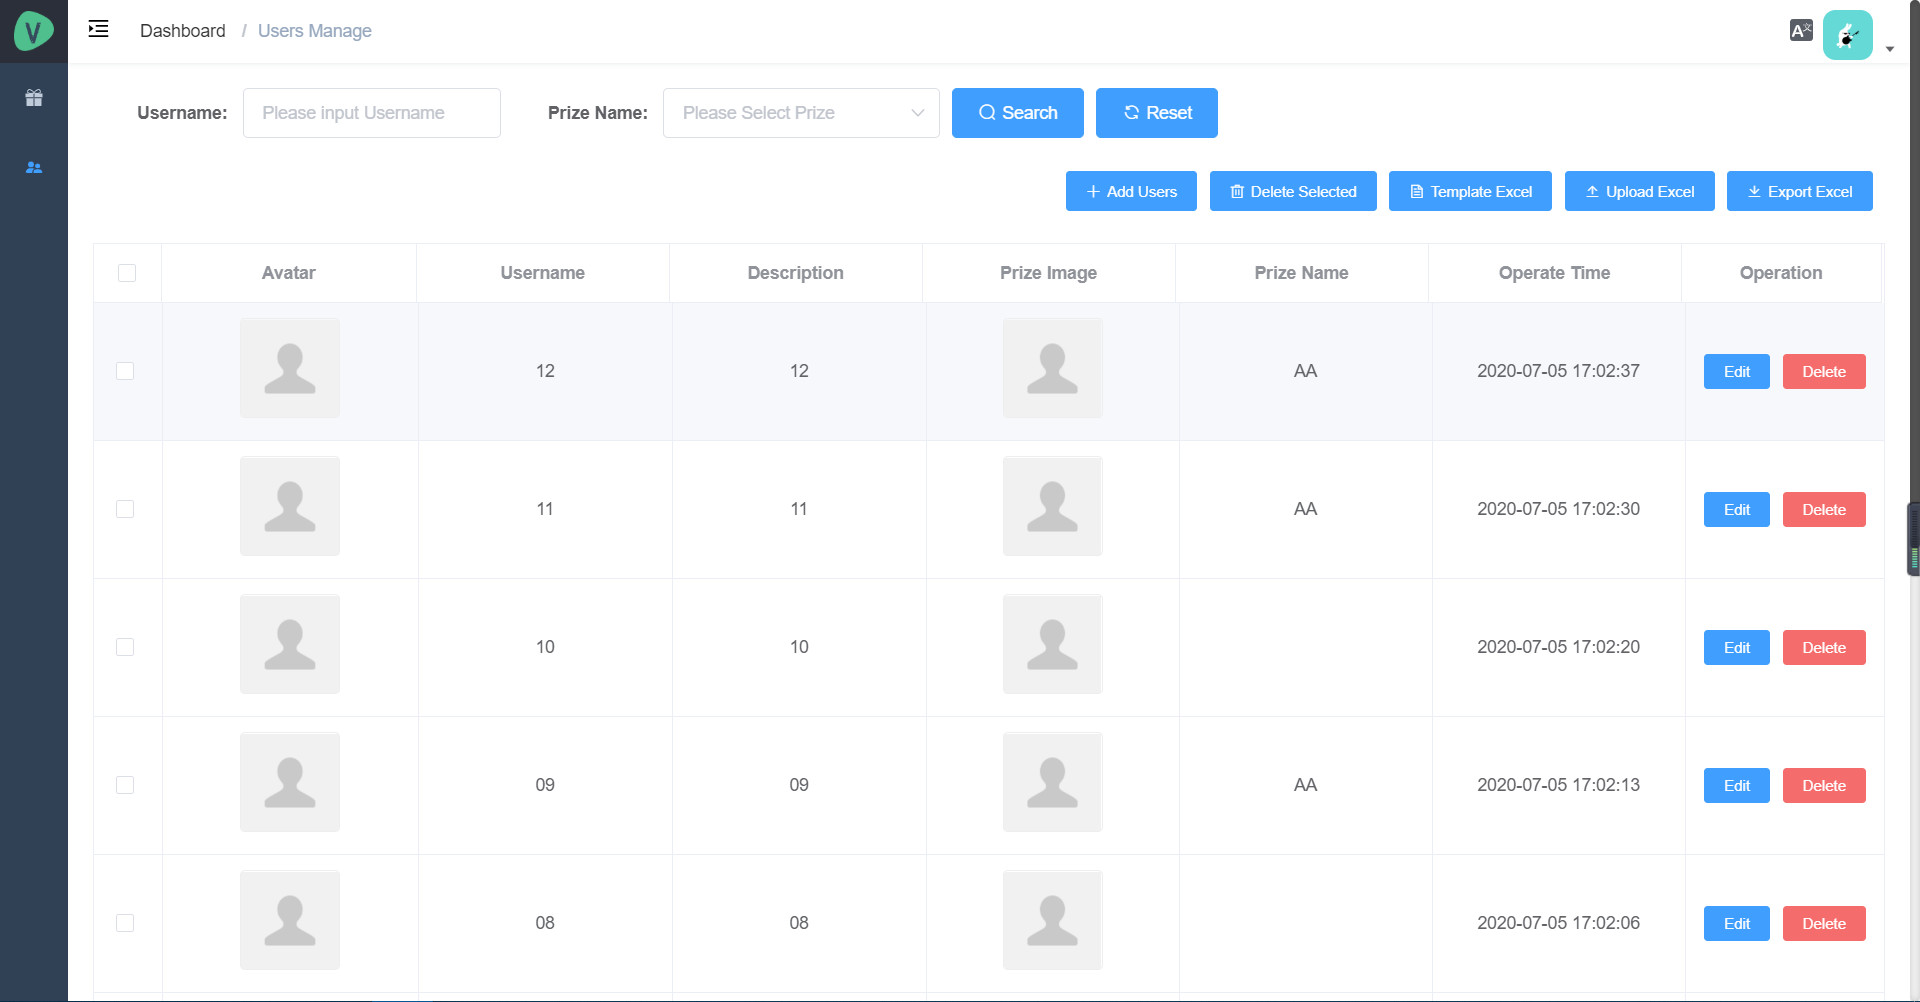 V
Dashboard / Users Manage
A文
Username: Please input Username Prize Name: Please Select Prize Search Reset
Add Users Delete Selected Template Excel Upload Excel Export Excel
Avatar Username Description Prize Image Prize Name Operate Time Operation
12 12 AA 2020-07-05 17:02:37 Edit Delete
11 11 AA 2020-07-05 17:02:30 Edit Delete
10 10 2020-07-05 17:02:20 Edit Delete
09 09 AA 2020-07-05 17:02:13 Edit Delete
08 08 2020-07-05 17:02:06 Edit Delete